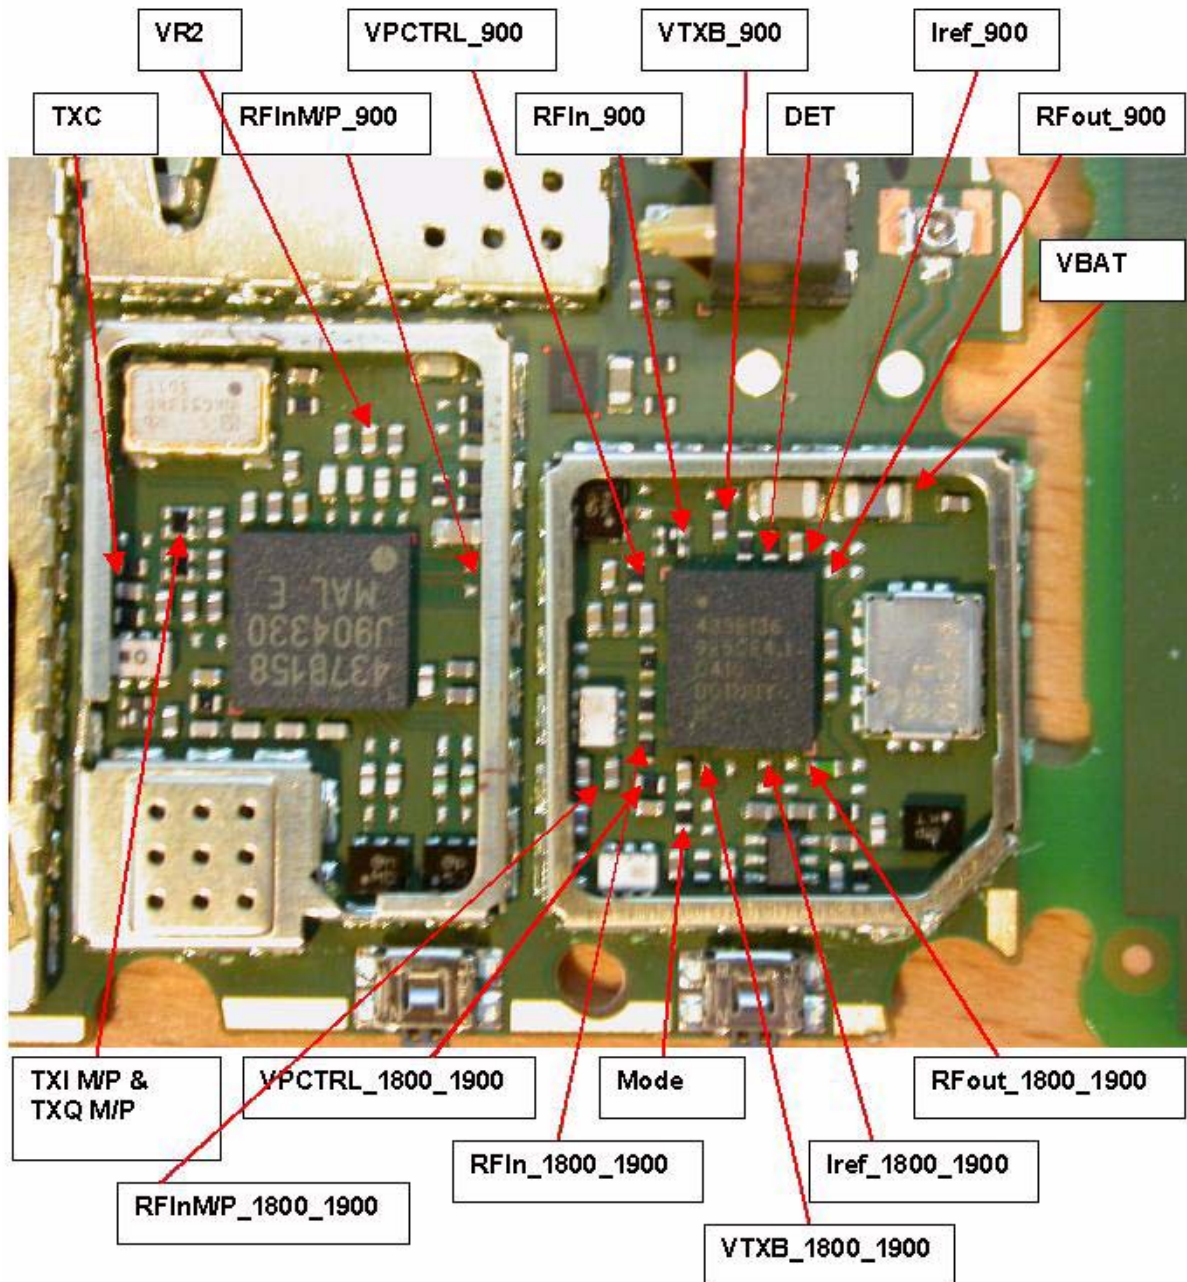 VR2
VPCTRL_900
VTXB_900
Iref_900
TXC
RFInM/P_900
RFIn_900
DET
RFout_900
VBAT
437B158
J904330
MAL E
TXI M/P &
TXQ M/P
VPCTRL_1800_1900
Mode
RFout_1800_1900
RFInM/P_1800_1900
RFIn_1800_1900
Iref_1800_1900
VTXB_1800_1900